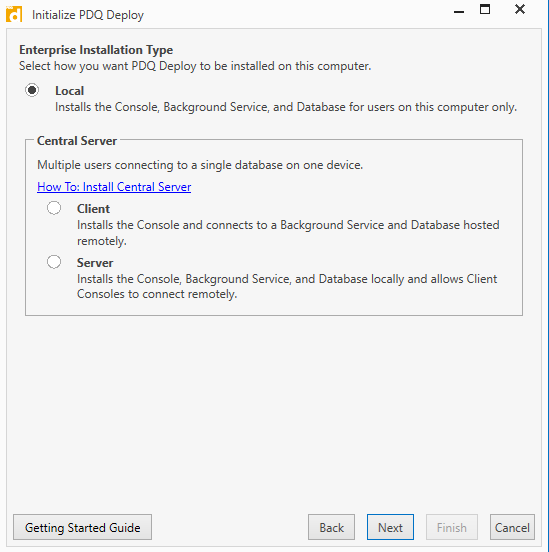 Initialize PDQ Deploy
Enterprise Installation Type
Select how you want PDQ Deploy to be installed on this computer.
Local
Installs the Console, Background Service, and Database for users on this computer only.
Central Server
Multiple users connecting to a single database on one device.
How To: Install Central Server
Client
Installs the Console and connects to a Background Service and Database hosted
remotely.
Server
Installs the Console, Background Service, and Database locally and allows Client
Consoles to connect remotely.
Getting Started Guide
Back
Next
Finish
Cancel